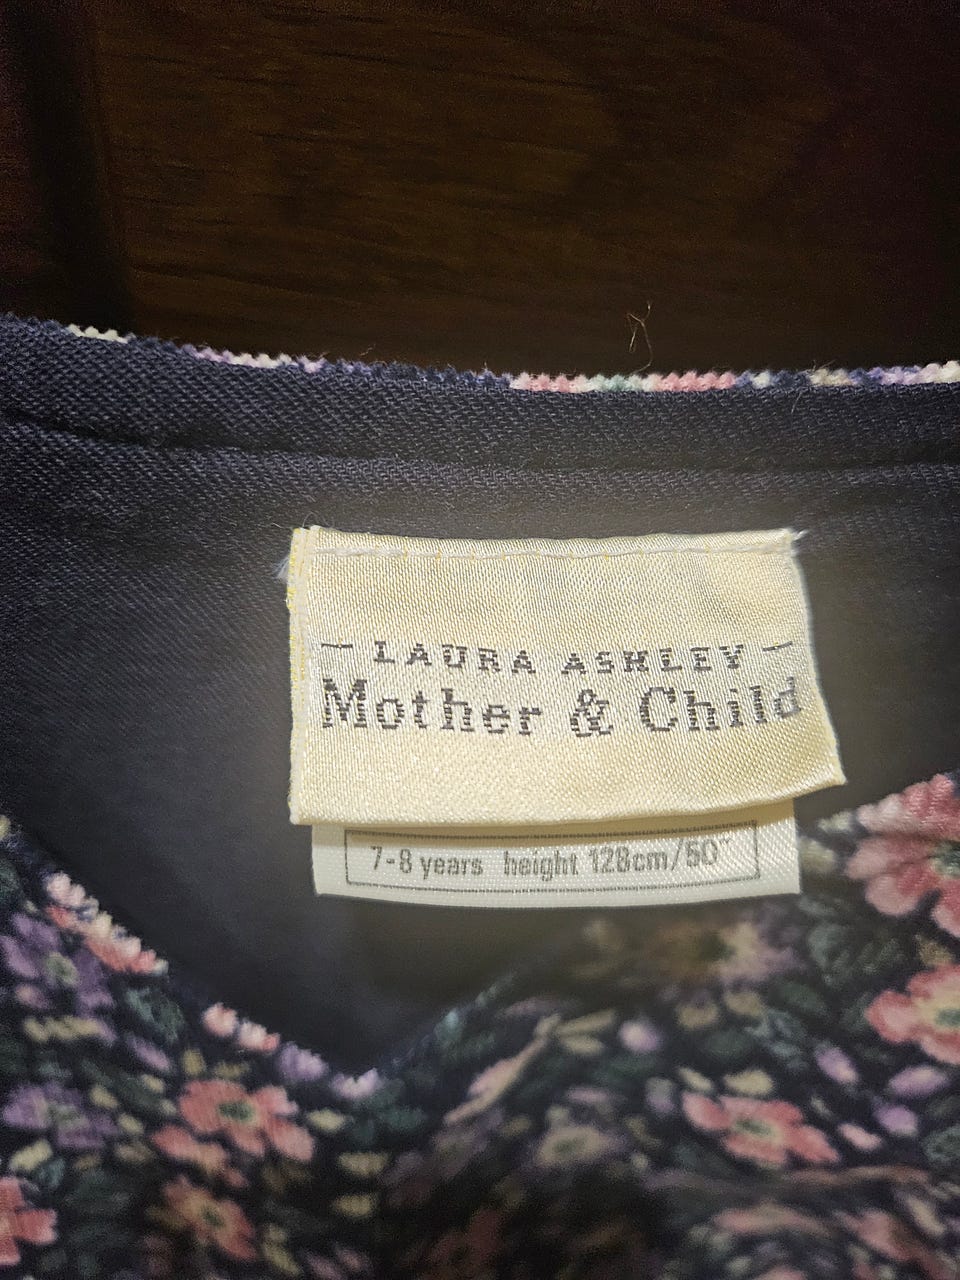 — LAURA ASHLEY —
Mother & Child
7-8 years height 128cm/50"